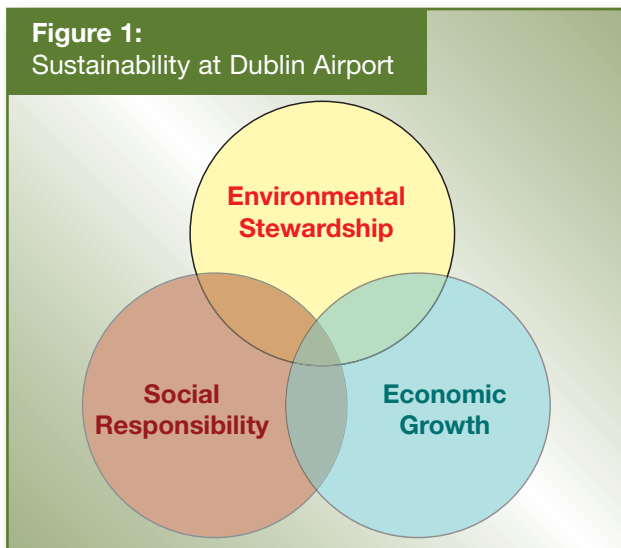 Figure 1:
Sustainability at Dublin Airport
Environmental
Stewardship
Social
Responsibility
Economic
Growth